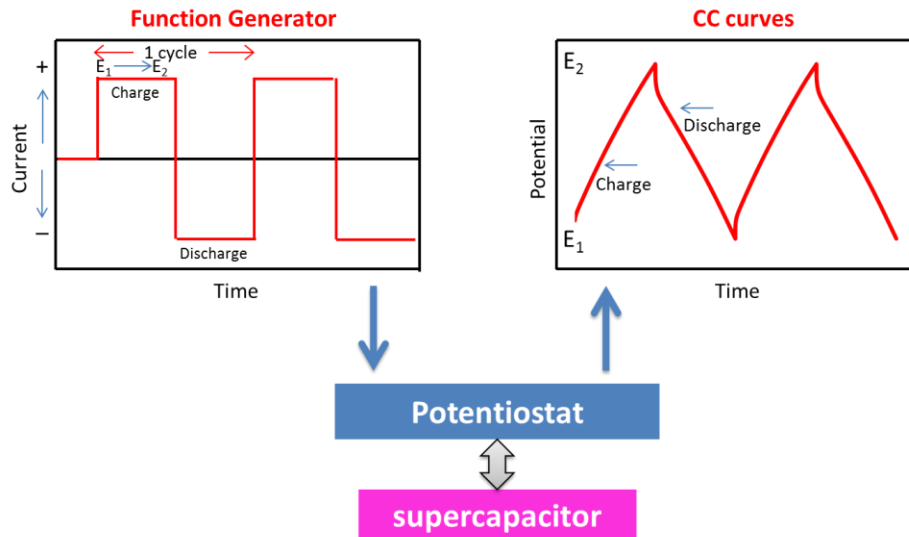 Function Generator
1 cycle
E1 E2
Charge
+
Current
−
Discharge
Time
CC curves
E2
Discharge
Potential
Charge
E1
Time
Potentiostat
supercapacitor